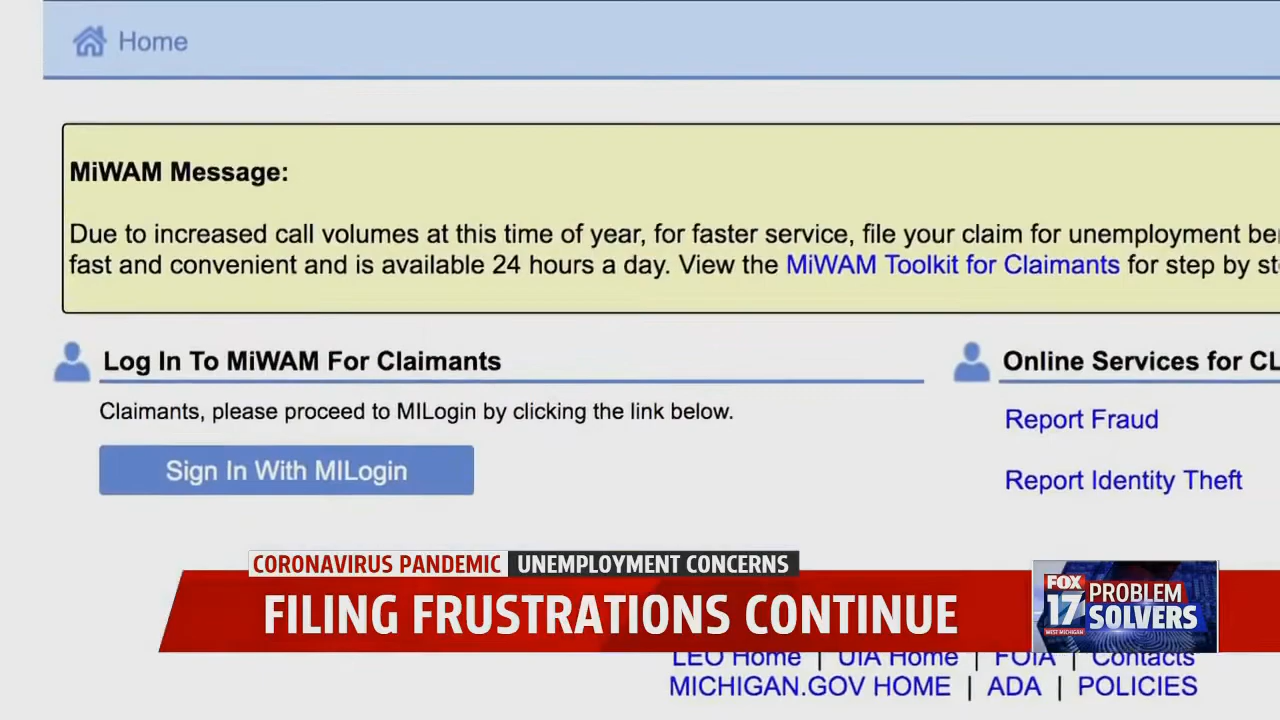 Home
MiWAM Message:
Due to increased call volumes at this time of year, for faster service, file your claim for unemployment be
fast and convenient and is available 24 hours a day. View the MiWAM Toolkit for Claimants for step by st
Log In To MiWAM For Claimants
Claimants, please proceed to MILogin by clicking the link below.
Sign In With MILogin
Online Services for CL
Report Fraud
Report Identity Theft
CORONAVIRUS PANDEMIC UNEMPLOYMENT CONCERNS
FILING FRUSTRATIONS CONTINUE
FOX 17 WEST MICHIGAN
PROBLEM SOLVERS
LEO Home | UIA Home | FOIA | Contacts
MICHIGAN.GOV HOME | ADA | POLICIES